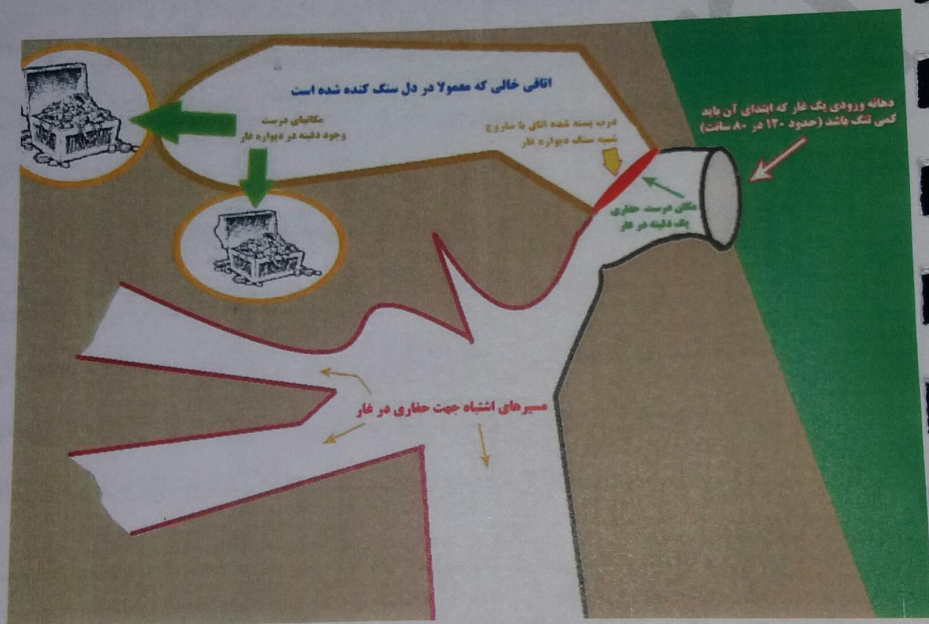 اتاقی خالی که معمولا در دل سنگ کنده شده است
دهانه ورودی یک غار که ابتدای آن باید
کمی تنگ باشد (حدود ۱۲۰ در ۸۰ سانت)
مکانهای درست
وجود دفینه در دیواره غار
درب بسته شده اتاق با ساروج
شبیه سنگ دیواره غار
مکان درست حفاری
یک دفینه در غار
مسیرهای اشتباه جهت حفاری در غار